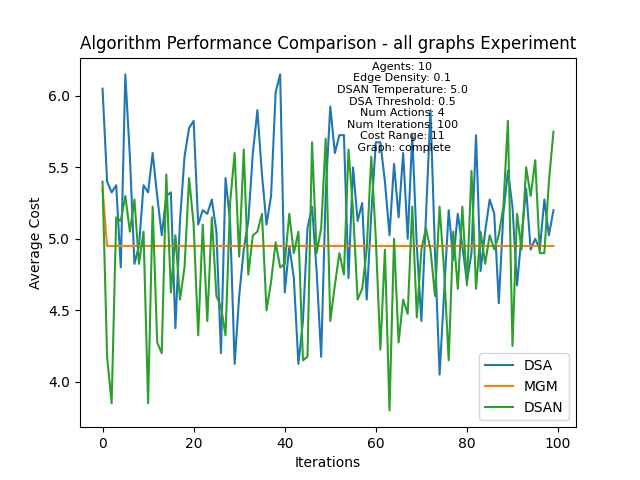 Algorithm Performance Comparison - all graphs Experiment
Agents: 10
Edge Density: 0.1
DSAN Temperature: 5.0
DSA Threshold: 0.5
Num Actions: 4
Num Iterations: 100
Cost Range: 11
Graph: complete
6.0
5.5
5.0
4.5
4.0
Average Cost
0
20
40
60
80
100
Iterations
DSA
MGM
DSAN